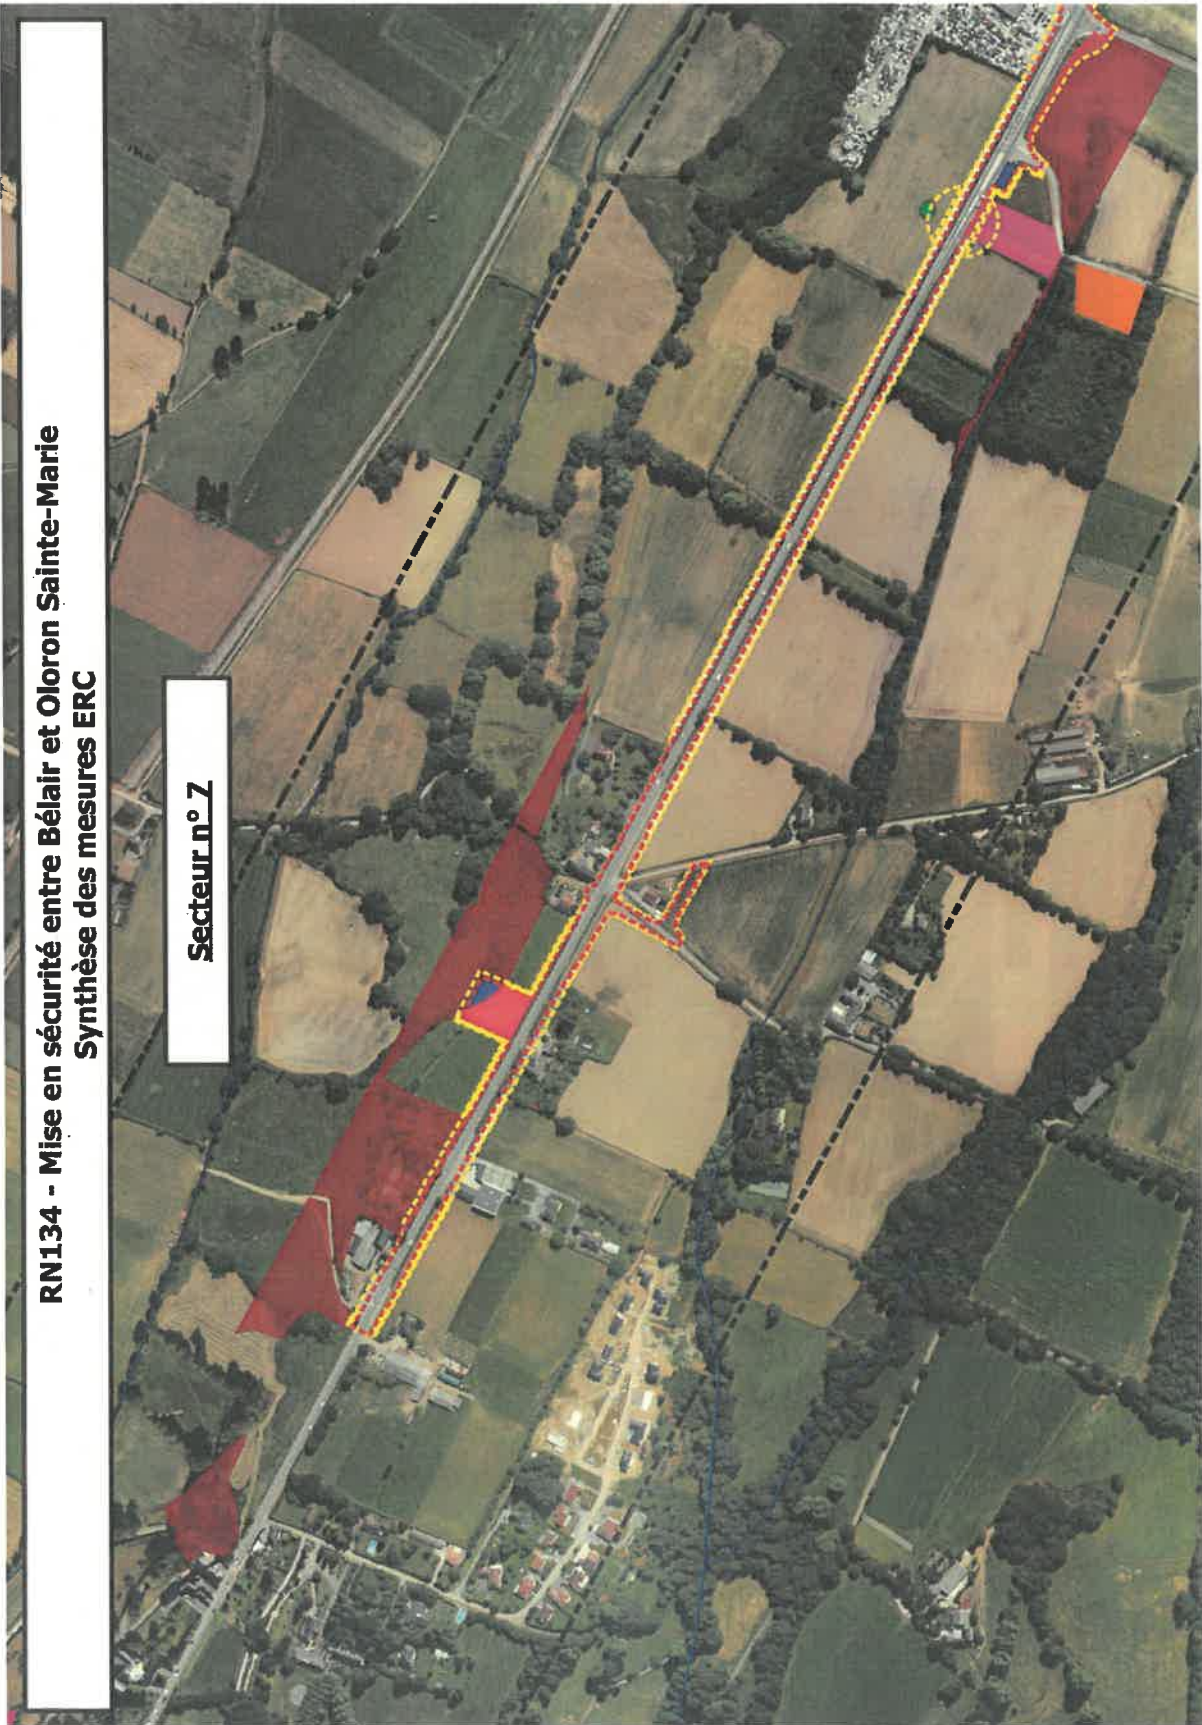 RN134 - Mise en sécurité entre Bélair et Oloron Sainte-Marie
Synthèse des mesures ERC
Secteur n° 7